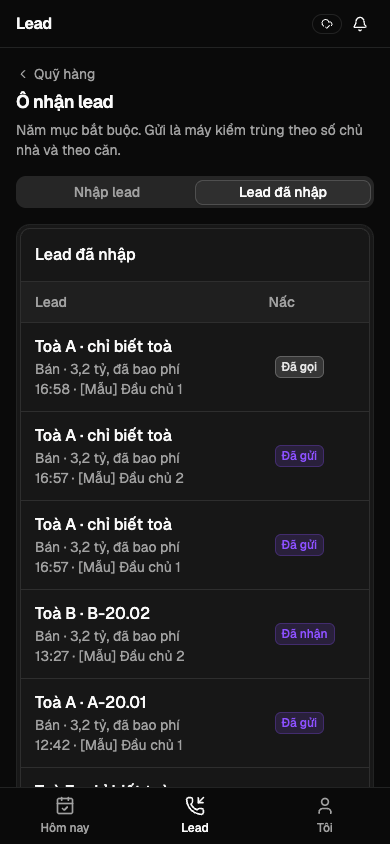 Lead
Quỹ hàng
Ô nhận lead
Năm mục bắt buộc. Gửi là máy kiểm trùng theo số chủ
nhà và theo căn.
Nhập lead
Lead đã nhập
Lead đã nhập
Lead
Nấc
Toà A · chỉ biết toà
Bán · 3,2 tỷ, đã bao phí
16:58 · [Mẫu] Đầu chủ 1
Đã gọi
Toà A · chỉ biết toà
Bán · 3,2 tỷ, đã bao phí
16:57 · [Mẫu] Đầu chủ 2
Đã gửi
Toà A · chỉ biết toà
Bán · 3,2 tỷ, đã bao phí
16:57 · [Mẫu] Đầu chủ 1
Đã gửi
Toà B · B-20.02
Bán · 3,2 tỷ, đã bao phí
13:27 · [Mẫu] Đầu chủ 2
Đã nhận
Toà A · A-20.01
Bán · 3,2 tỷ, đã bao phí
12:42 · [Mẫu] Đầu chủ 1
Đã gửi
Hôm nay
Lead
Tôi